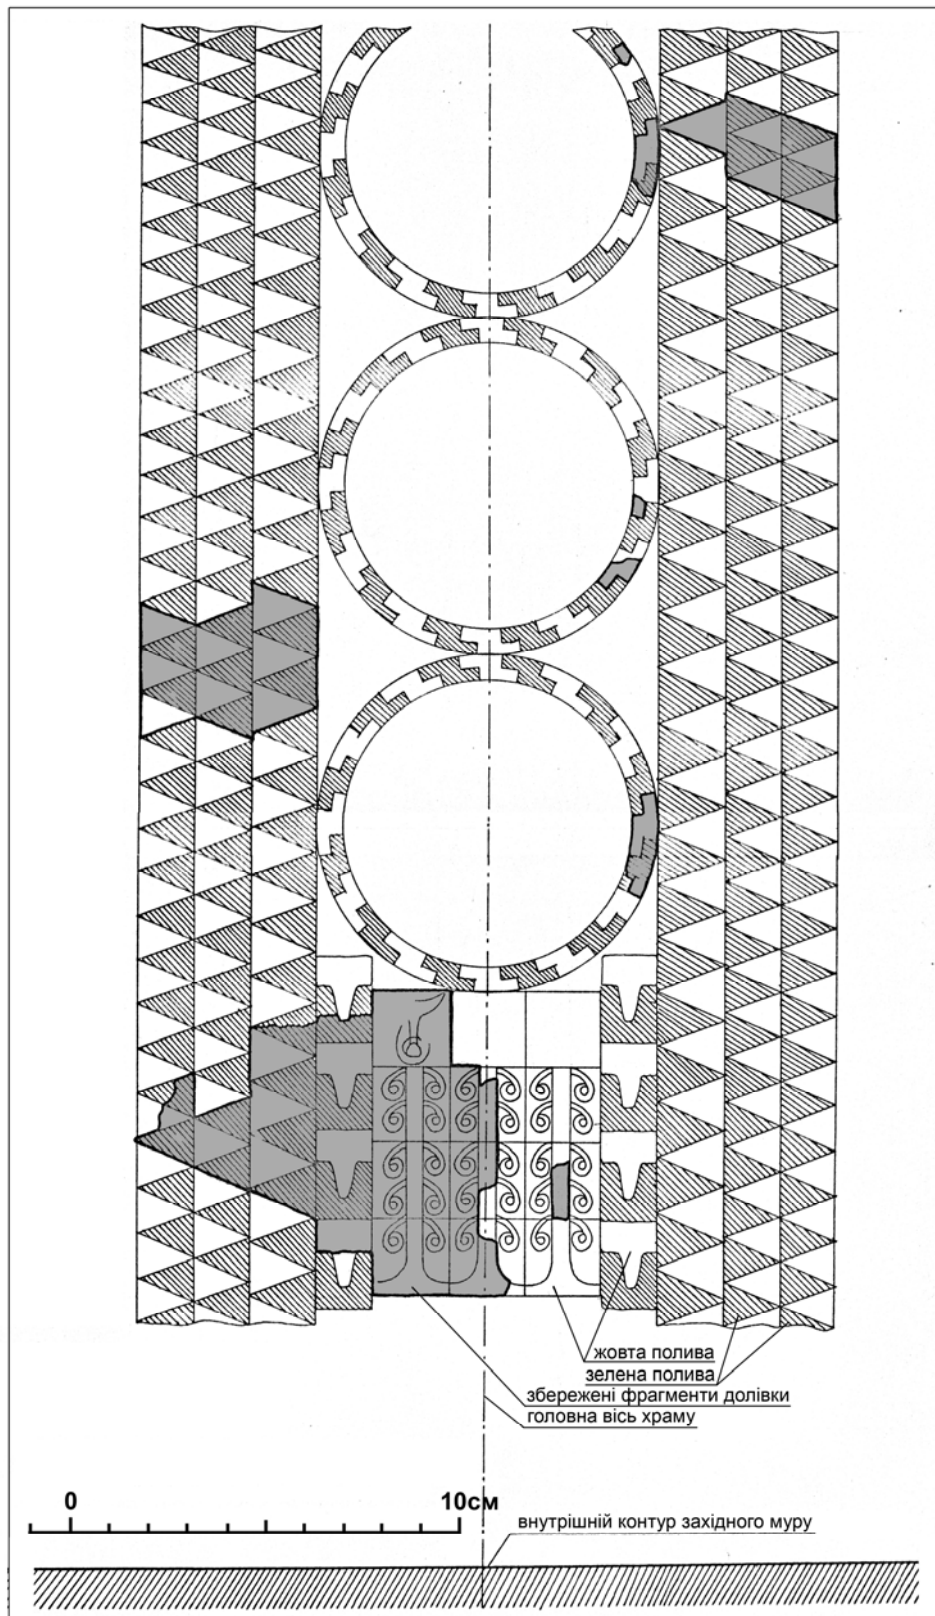 жовта полива
зелена полива
збережені фрагменти долівки
головна вісь храму
0 10см
внутрішній контур західного муру